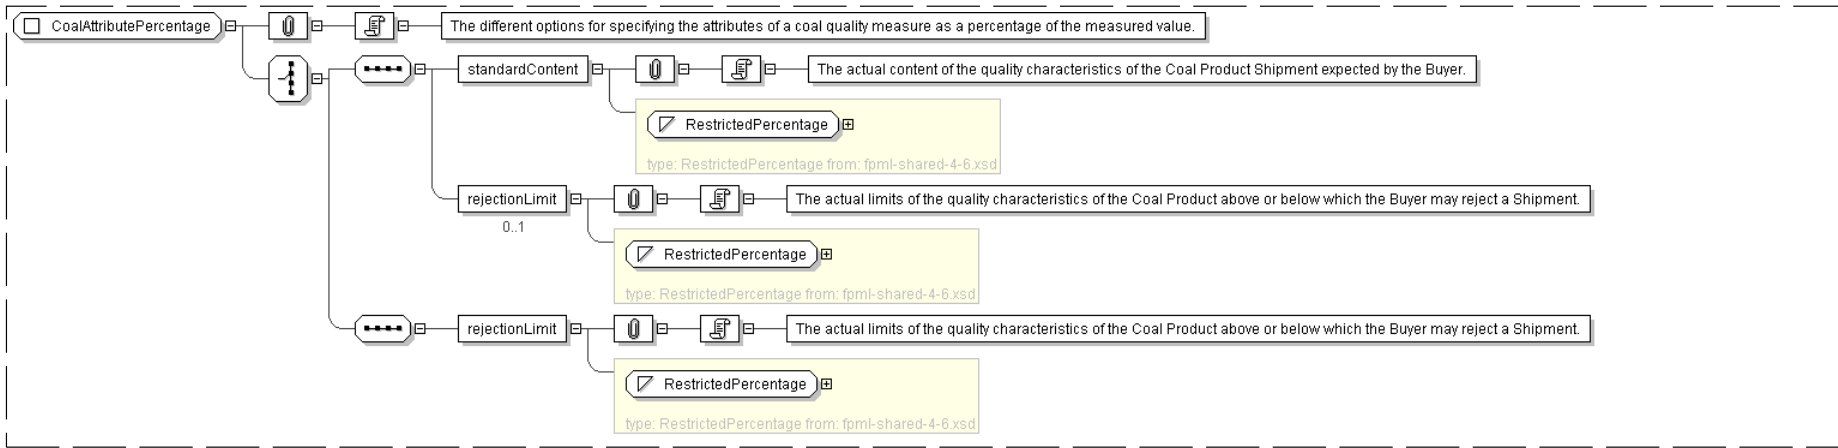 CoalAttributePercentage
The different options for specifying the attributes of a coal quality measure as a percentage of the measured value.
standardContent
The actual content of the quality characteristics of the Coal Product Shipment expected by the Buyer.
RestrictedPercentage
type: RestrictedPercentage from: fpml-shared-4-6.xsd
rejectionLimit
The actual limits of the quality characteristics of the Coal Product above or below which the Buyer may reject a Shipment.
0..1
RestrictedPercentage
type: RestrictedPercentage from: fpml-shared-4-6.xsd
rejectionLimit
The actual limits of the quality characteristics of the Coal Product above or below which the Buyer may reject a Shipment.
RestrictedPercentage
type: RestrictedPercentage from: fpml-shared-4-6.xsd